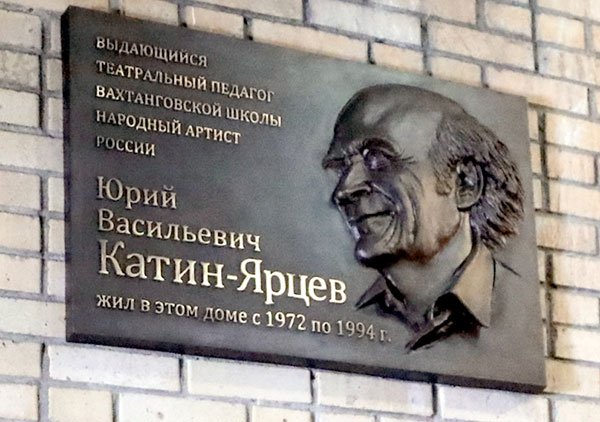 ВЫДАЮЩИЙСЯ
ТЕАТРАЛЬНЫЙ ПЕДАГОГ
ВАХТАНГОВСКОЙ ШКОЛЫ
НАРОДНЫЙ АРТИСТ
РОССИИ
Юрий
Васильевич
Катин-Ярцев
жил в этом доме с 1972 по 1994 г.